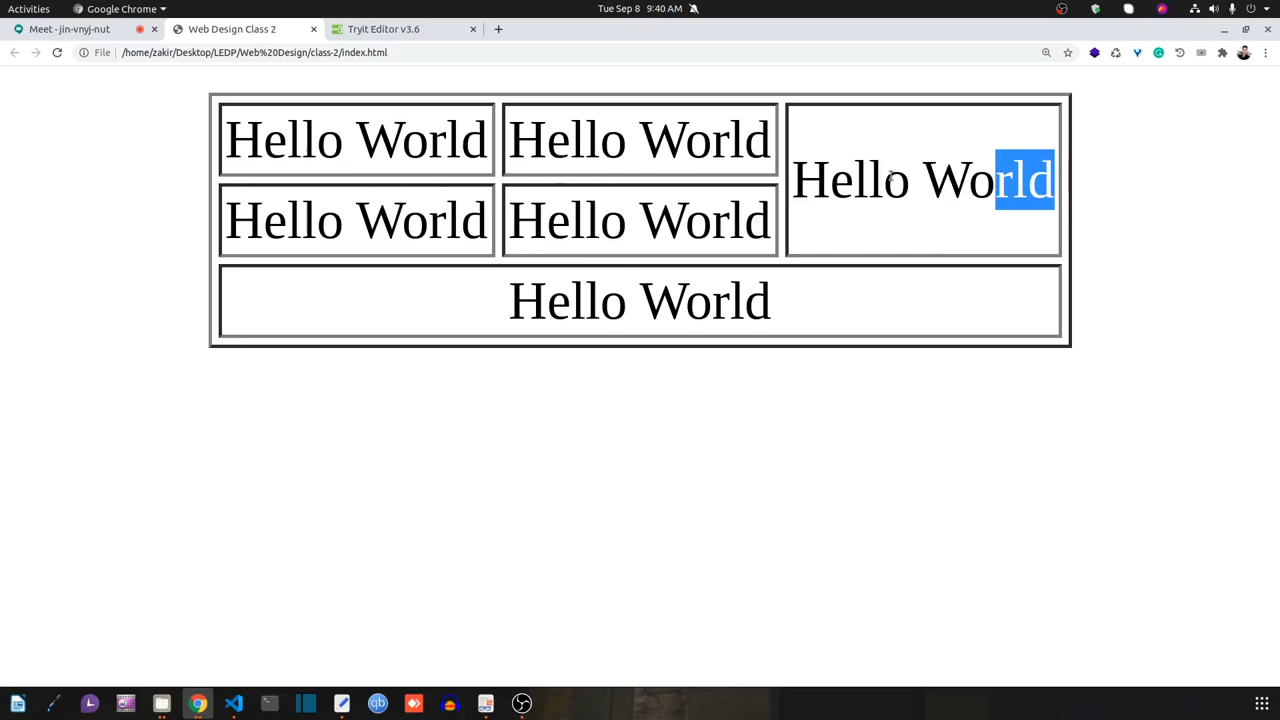 Activities
Google Chrome
Tue Sep 8 9:40 AM
Meet - jin-vnyj-nut
Web Design Class 2
Tryit Editor v3.6
File
/home/zakir/Desktop/LEDP/Web%20Design/class-2/index.html
Hello World
Hello World
Hello World
Hello World
Hello World
Hello World